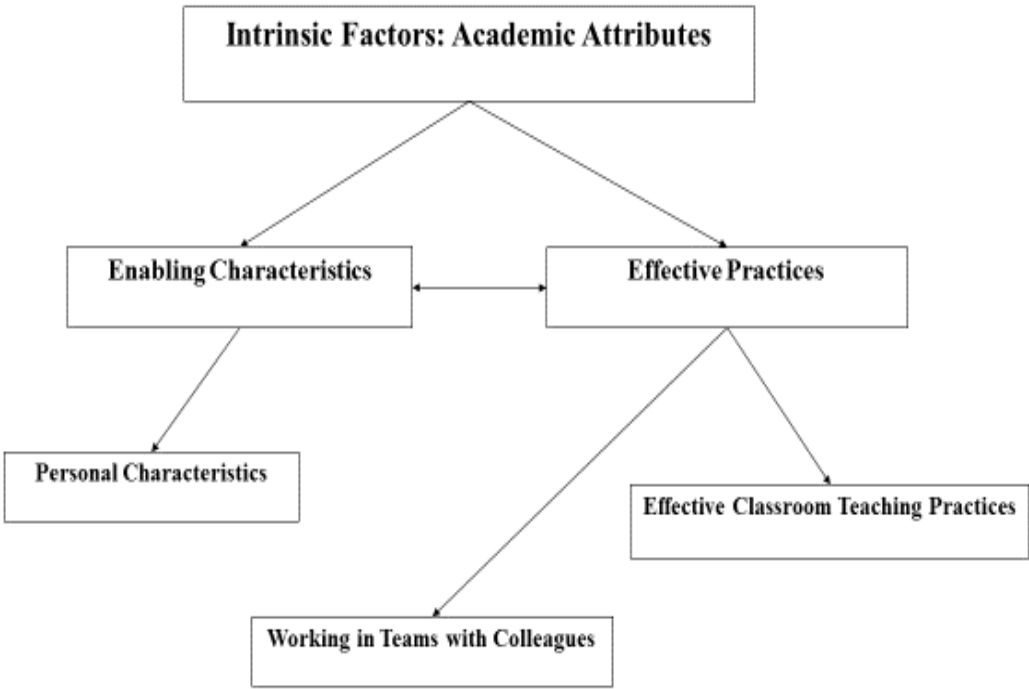 Intrinsic Factors: Academic Attributes
Enabling Characteristics
Effective Practices
Personal Characteristics
Effective Classroom Teaching Practices
Working in Teams with Colleagues